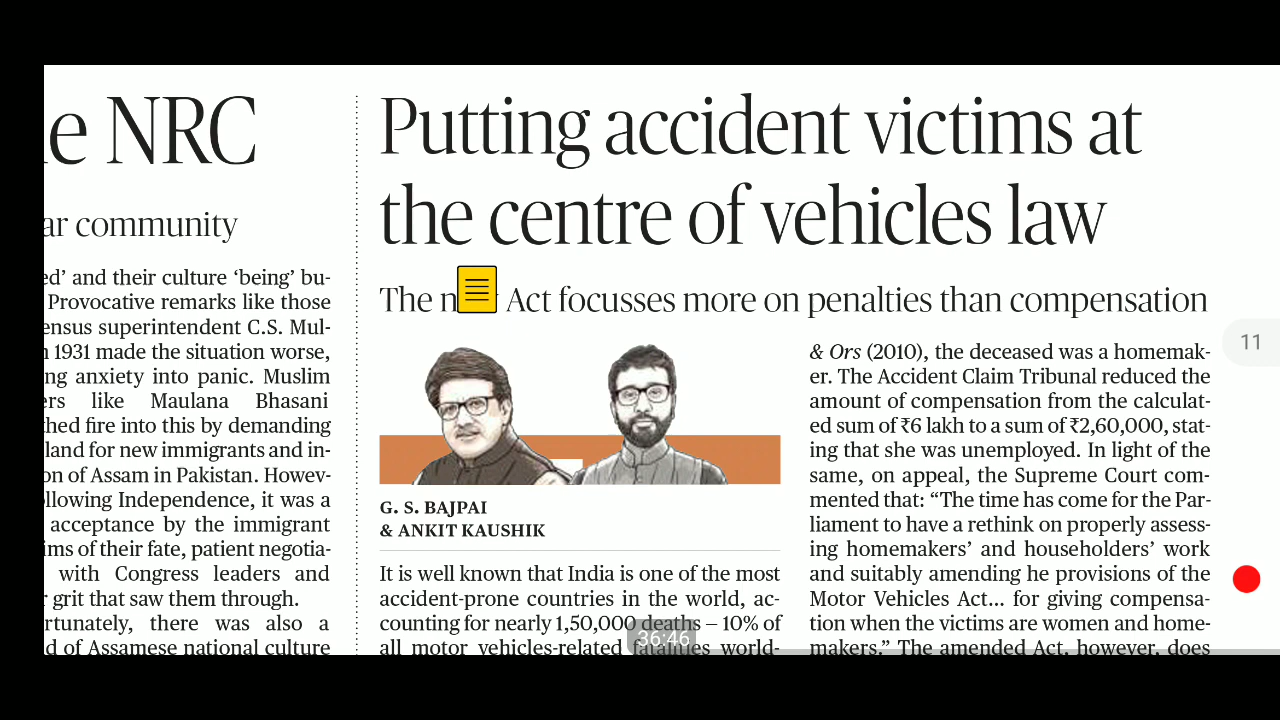 e NRC
ar community
ed’ and their culture ‘being’ bu-
Provocative remarks like those
ensus superintendent C.S. Mul-
1931 made the situation worse,
ng anxiety into panic. Muslim
ers like Maulana Bhasani
hed fire into this by demanding
land for new immigrants and in-
on of Assam in Pakistan. Howev-
ollowing Independence, it was a
acceptance by the immigrant
ims of their fate, patient negotia-
with Congress leaders and
grit that saw them through.
rtunately, there was also a
d of Assamese national culture
Putting accident victims at
the centre of vehicles law
The Act focusses more on penalties than compensation
G. S. BAJPAI
& ANKIT KAUSHIK
It is well known that India is one of the most
accident-prone countries in the world, ac-
counting for nearly 1,50,000 deaths – 10% of
all motor vehicles-related fatalities world-
& Ors (2010), the deceased was a homemak-
er. The Accident Claim Tribunal reduced the
amount of compensation from the calculat-
ed sum of ₹6 lakh to a sum of ₹2,60,000, stat-
ing that she was unemployed. In light of the
same, on appeal, the Supreme Court com-
mented that: “The time has come for the Par-
liament to have a rethink on properly assess-
ing homemakers’ and householders’ work
and suitably amending he provisions of the
Motor Vehicles Act... for giving compensa-
tion when the victims are women and home-
makers.” The amended Act, however, does
11
36:46